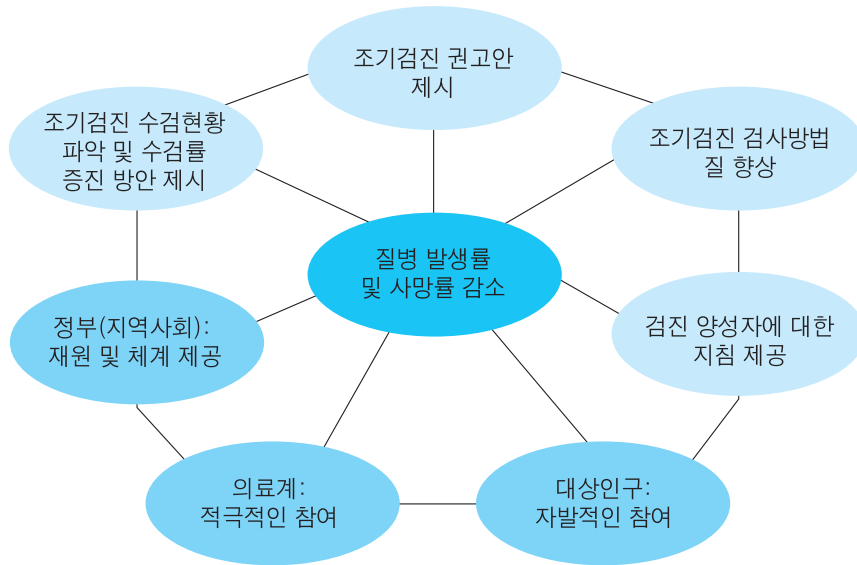 조기검진 권고안
제시
조기검진 수검현황
파악 및 수검률
증진 방안 제시
조기검진 검사방법
질 향상
질병 발생률
및 사망률 감소
정부(지역사회):
재원 및 체계 제공
검진 양성자에 대한
지침 제공
의료계:
적극적인 참여
대상인구:
자발적인 참여